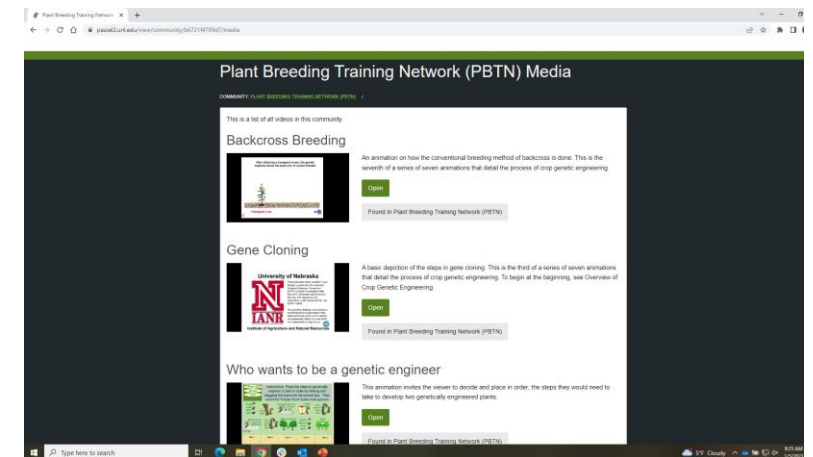 Plant Breeding Training Network
passel2.unl.edu/view/community/b6721f4789d7/media
Plant Breeding Training Network (PBTN) Media
COMMUNITY: PLANT BREEDING TRAINING NETWORK (PBTN) /
This is a list of all videos in this community
Backcross Breeding
An animation on how the conventional breeding method of backcross is done. This is the
seventh of a series of seven animations that detail the process of crop genetic engineering.
Open
Found in Plant Breeding Training Network (PBTN)
Gene Cloning
University of Nebraska
N
IANR
Institute of Agriculture and Natural Resources
A basic depiction of the steps in gene cloning. This is the third of a series of seven animations
that detail the process of crop genetic engineering. To begin at the beginning, see Overview of
Crop Genetic Engineering.
Open
Found in Plant Breeding Training Network (PBTN)
Who wants to be a genetic engineer
This animation invites the viewer to decide and place in order, the steps they would need to
take to develop two genetically engineered plants.
Open
Found in Plant Breeding Training Network (PBTN)
Type here to search
5°F Cloudy
9:25 AM